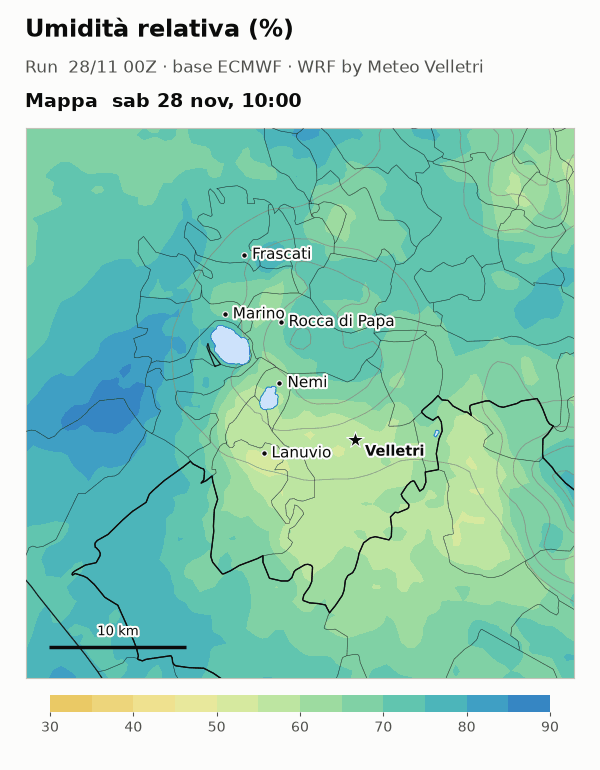 Umidità relativa (%)
Run  28/11 00Z · base ECMWF · WRF by Meteo Velletri
Mappa  sab 28 nov, 10:00
Frascati
Marino
Rocca di Papa
Nemi
Velletri
Lanuvio
10 km
30 40 50 60 70 80 90